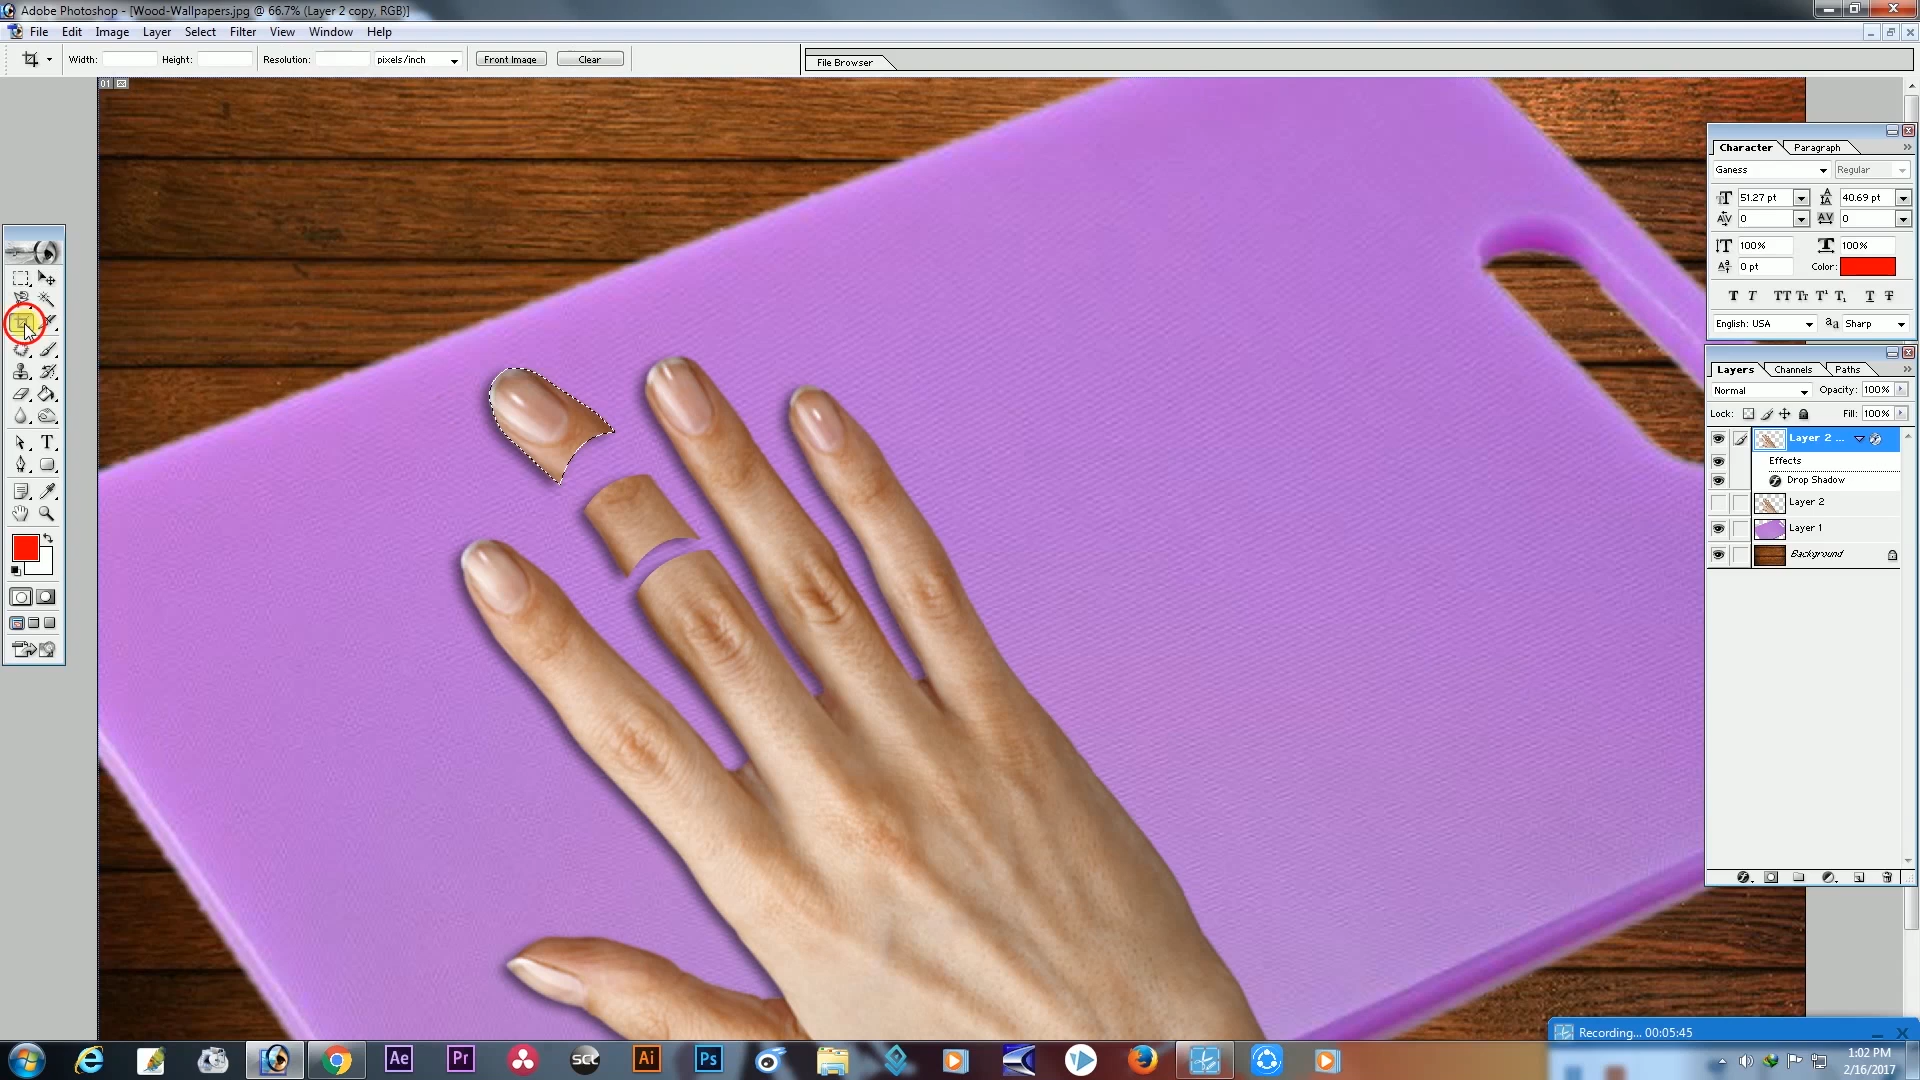 Adobe Photoshop - [Wood-Wallpapers.jpg @ 66.7% (Layer 2 copy, RGB)]
File Edit Image Layer Select Filter View Window Help
Width: Height: Resolution: pixels/inch Front Image Clear File Browser
01
Character Paragraph
Ganess Regular
51.27 pt 40.69 pt
0 0
100% 100%
0 pt Color:
English: USA aa Sharp
Layers Channels Paths
Normal Opacity: 100%
Lock: Fill: 100%
Layer 2 ...
Effects
Drop Shadow
Layer 2
Layer 1
Background
Recording... 00:05:45
Ae Pr SCC Ai Ps
1:02 PM
2/16/2017